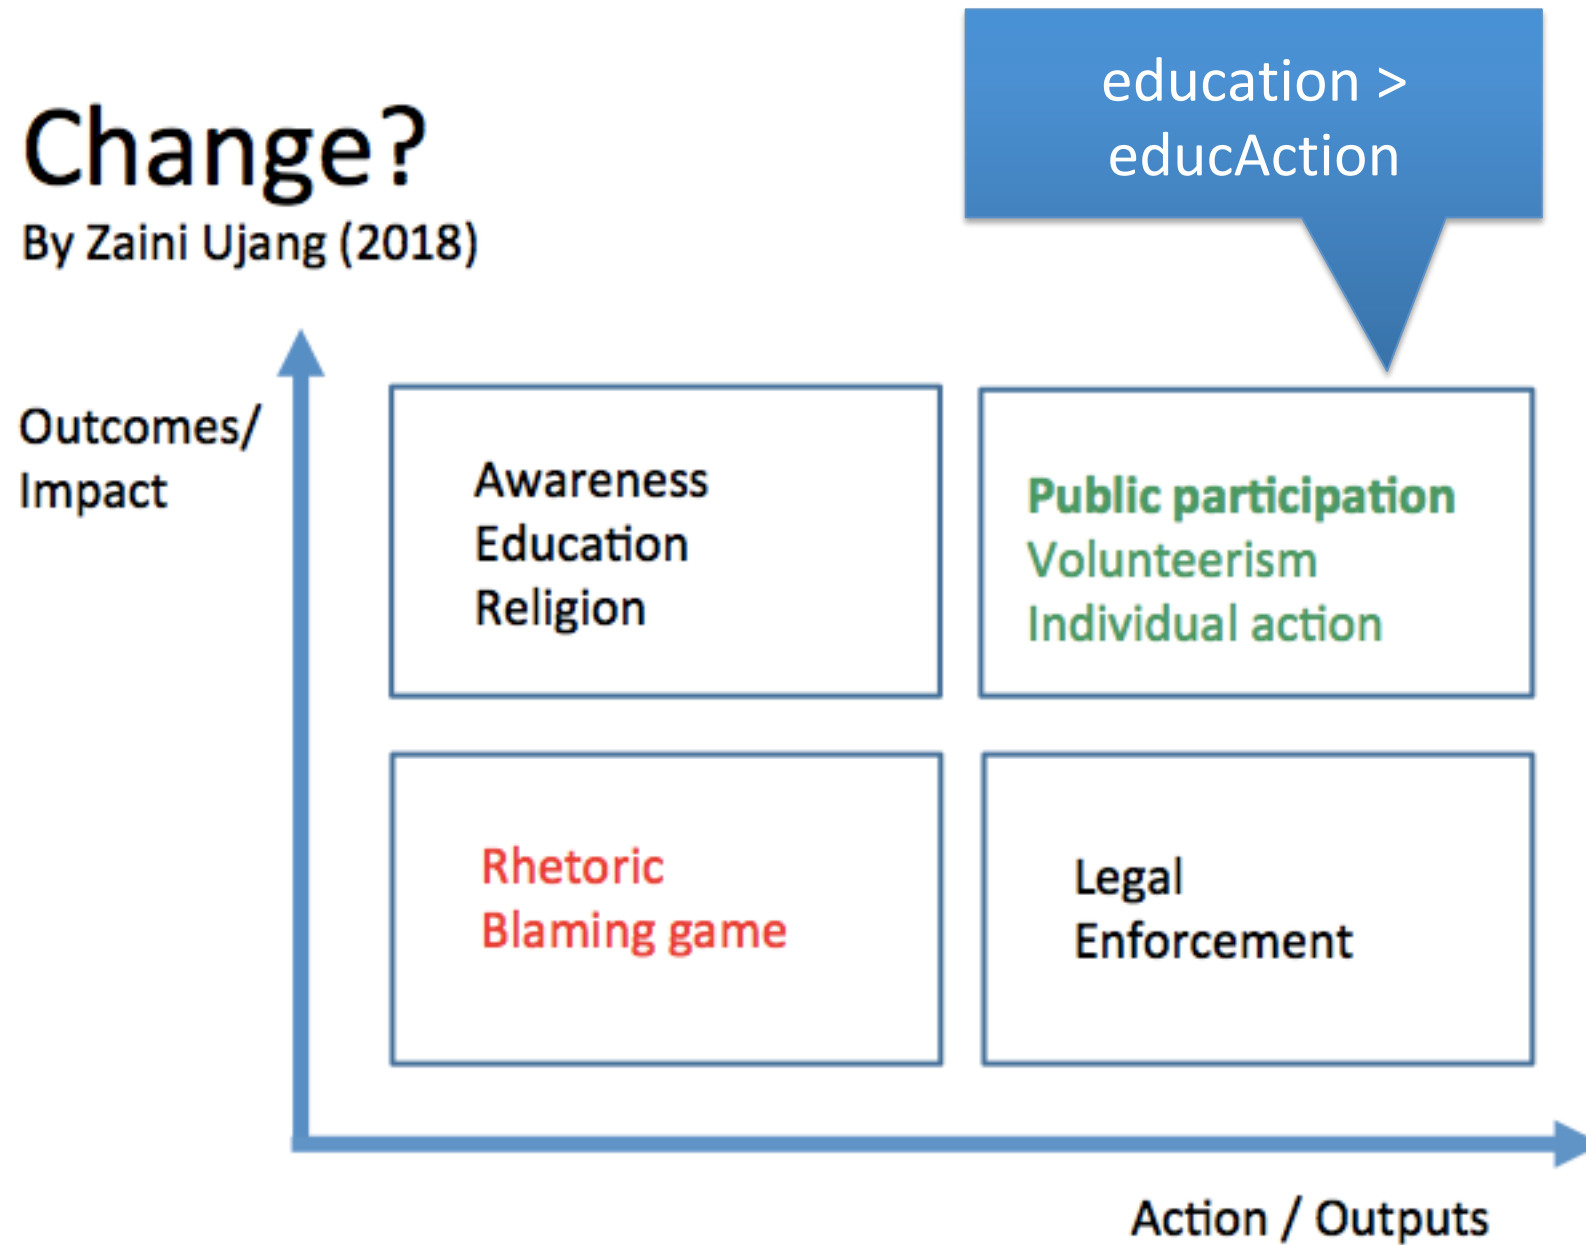 education >
educAction
Change?
By Zaini Ujang (2018)
Outcomes/
Impact
Awareness
Education
Religion
Public participation
Volunteerism
Individual action
Rhetoric
Blaming game
Legal
Enforcement
Action / Outputs